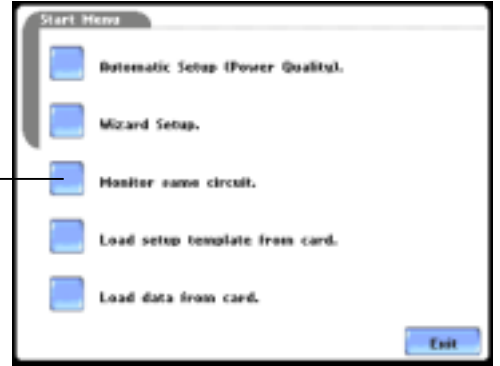 Start Menu
Automatic Setup (Power Quality).
Wizard Setup.
Monitor same circuit.
Load setup template from card.
Load data from card.
Exit